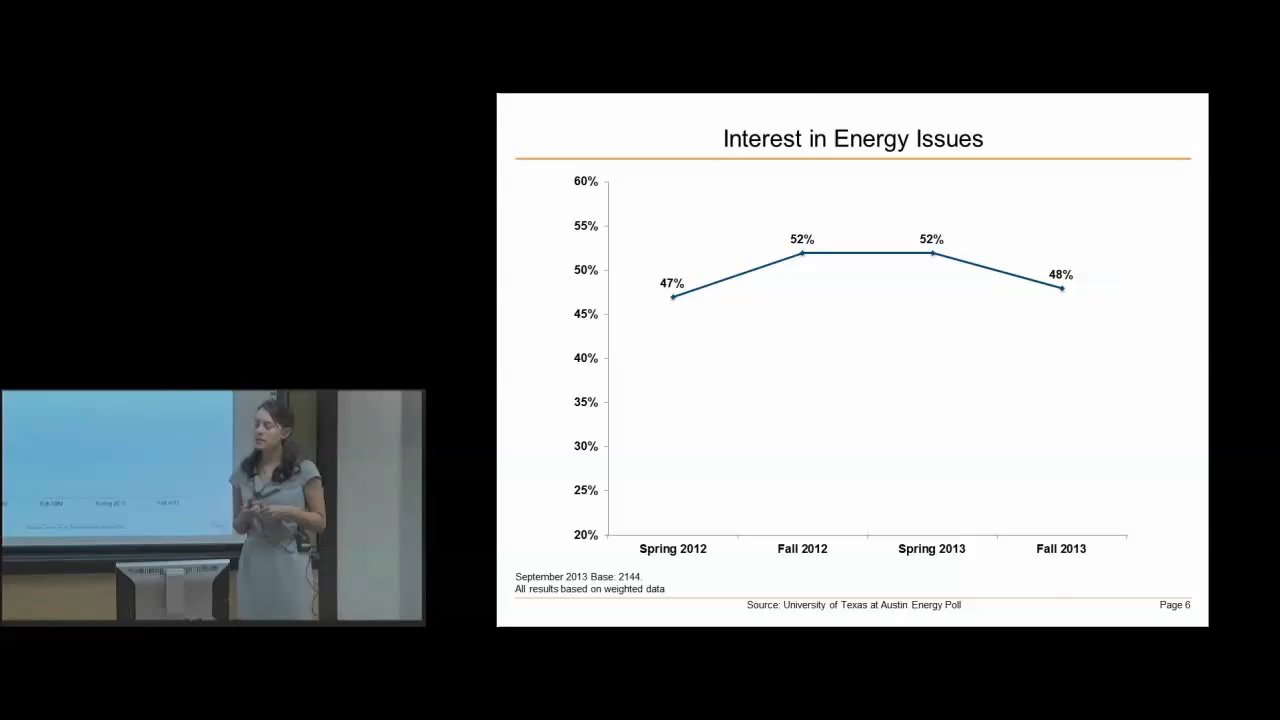 Interest in Energy Issues
60%
55%
50%
45%
40%
35%
30%
25%
20%
47%
52%
52%
48%
Spring 2012
Fall 2012
Spring 2013
Fall 2013
September 2013 Base: 2144.
All results based on weighted data
Source: University of Texas at Austin Energy Poll
Page 6